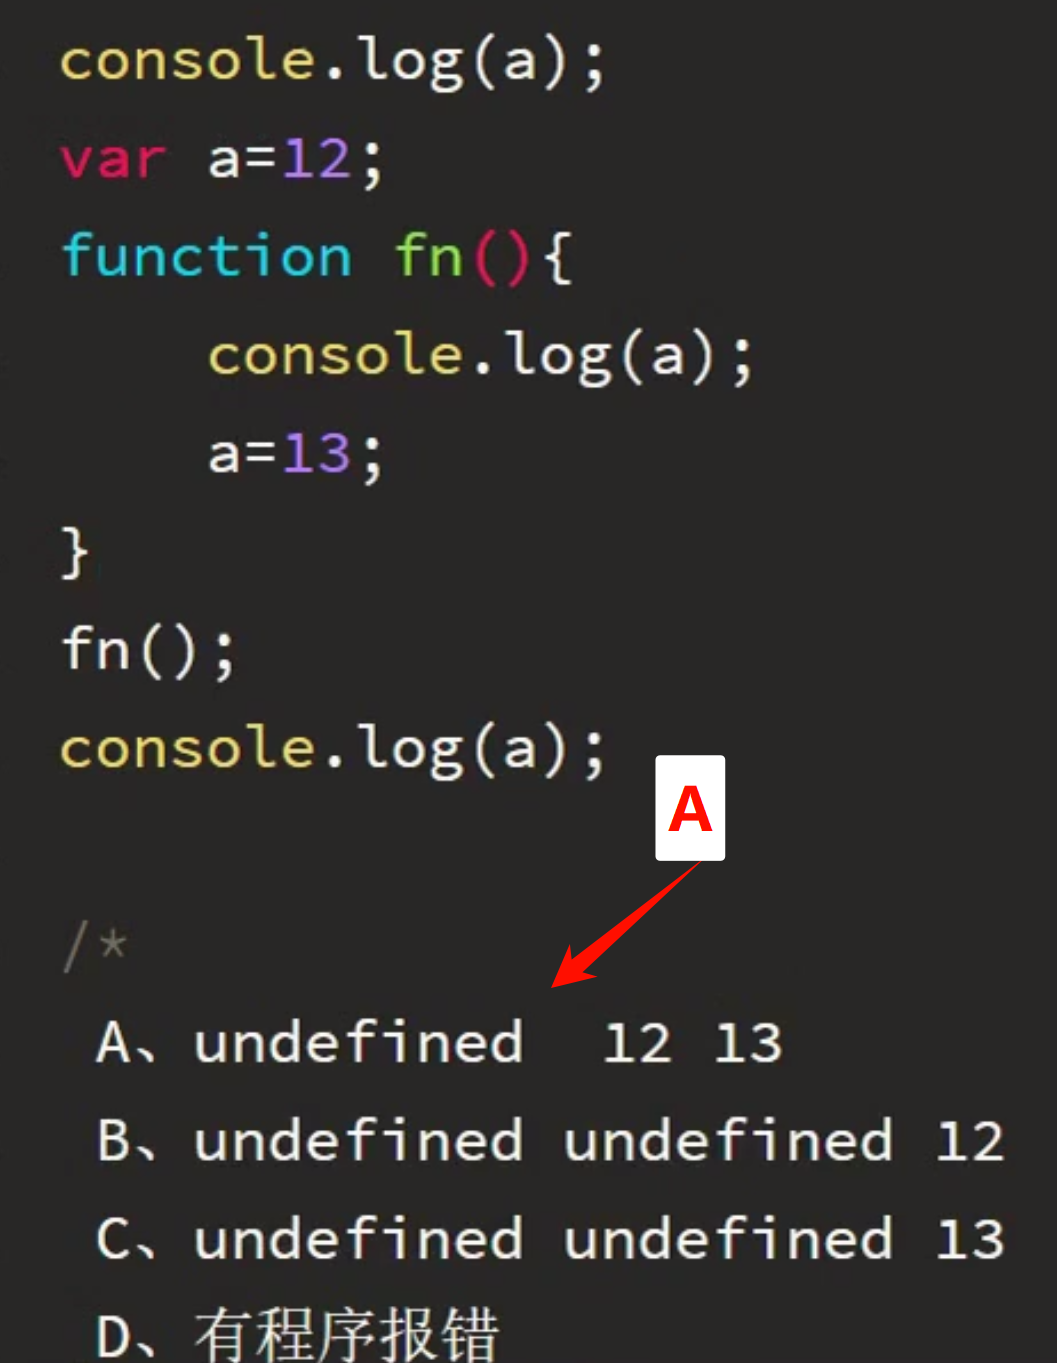 console.log(a);
var a=12;
function fn(){
    console.log(a);
    a=13;
}
fn();
console.log(a);
A
/*
A、undefined  12 13
B、undefined undefined 12
C、undefined undefined 13
D、有程序报错